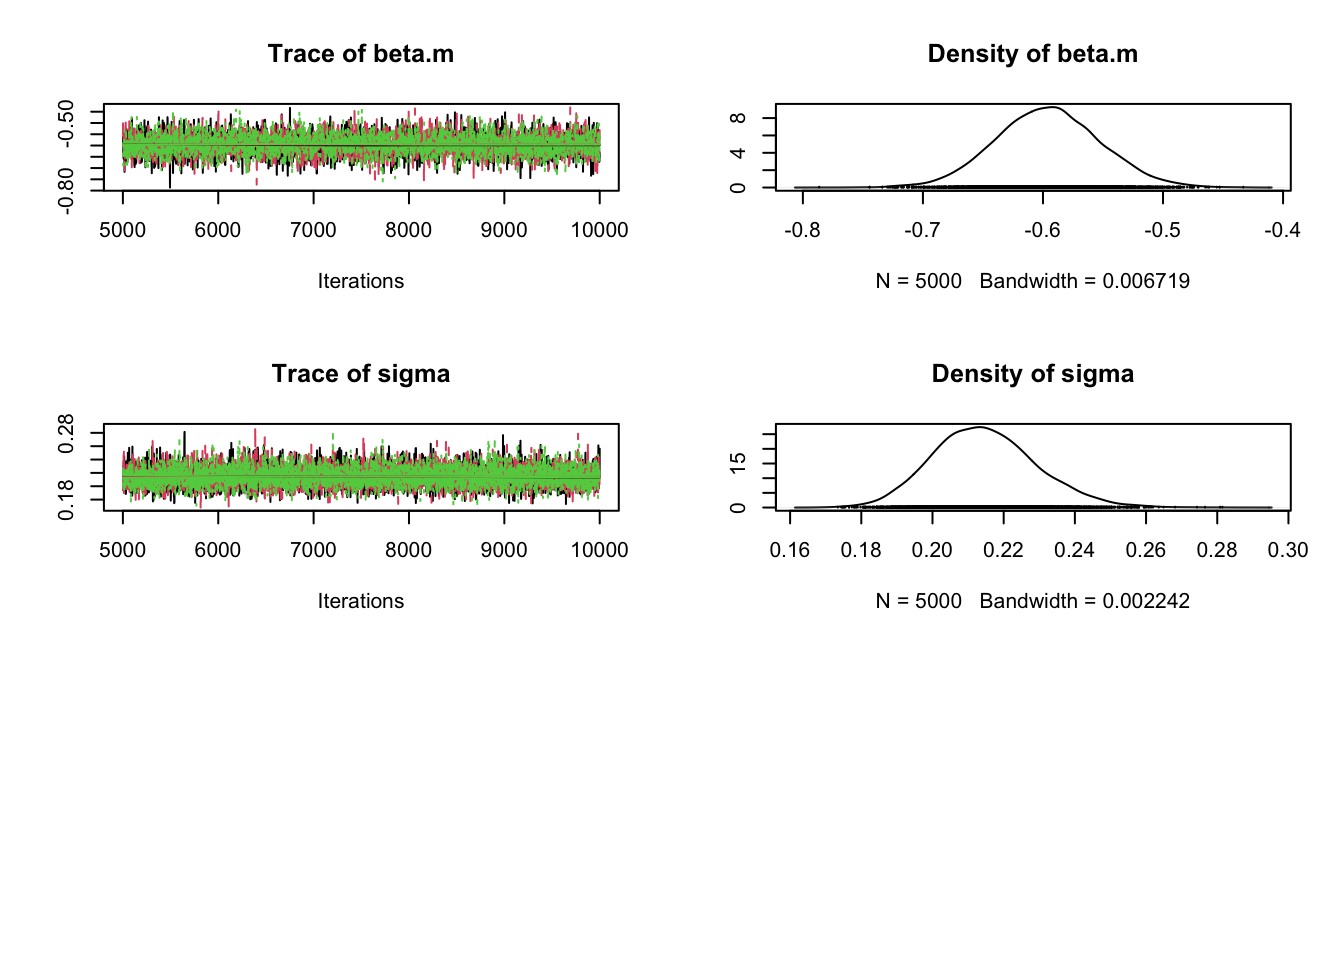 Trace of beta.m
-0.50
-0.80
5000 6000 7000 8000 9000 10000
Iterations
Density of beta.m
8
4
0
-0.8 -0.7 -0.6 -0.5 -0.4
N = 5000 Bandwidth = 0.006719
Trace of sigma
0.28
0.18
5000 6000 7000 8000 9000 10000
Iterations
Density of sigma
15
0
0.16 0.18 0.20 0.22 0.24 0.26 0.28 0.30
N = 5000 Bandwidth = 0.002242